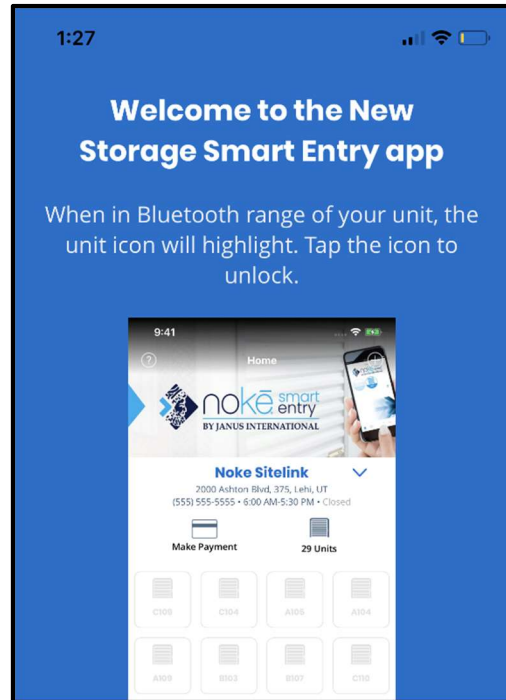 1:27
Welcome to the New
Storage Smart Entry app
When in Bluetooth range of your unit, the
unit icon will highlight. Tap the icon to
unlock.
9:41
?
Home
nokē smart
entry
BY JANUS INTERNATIONAL
Noke Sitelink
2000 Ashton Blvd, 375, Lehi, UT
(555) 555-5555 • 6:00 AM-5:30 PM • Closed
Make Payment
29 Units
C109 C104 A105 A104
A109 B103 B107 C110